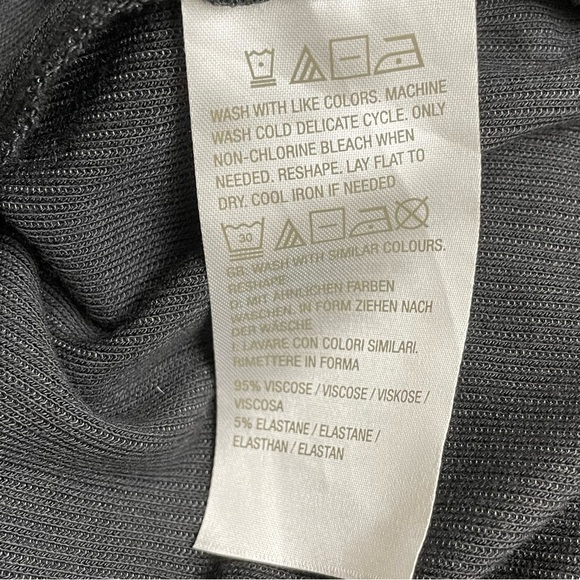 WASH WITH LIKE COLORS. MACHINE
WASH COLD DELICATE CYCLE. ONLY
NON-CHLORINE BLEACH WHEN
NEEDED. RESHAPE. LAY FLAT TO
DRY. COOL IRON IF NEEDED
30
GB. WASH WITH SIMILAR COLOURS.
RESHAPE.
D. MIT ÄHNLICHEN FARBEN
WASCHEN. IN FORM ZIEHEN NACH
DER WÄSCHE
I. LAVARE CON COLORI SIMILARI.
RIMETTERE IN FORMA
95% VISCOSE / VISCOSE / VISKOSE /
VISCOSA
5% ELASTANE / ELASTANE /
ELASTHAN / ELASTAN